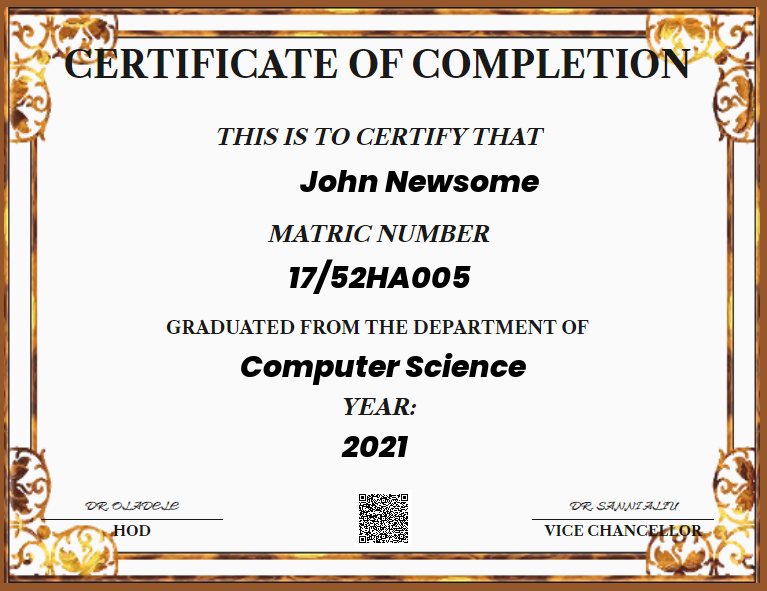 CERTIFICATE OF COMPLETION
THIS IS TO CERTIFY THAT
John Newsome
MATRIC NUMBER
17/52HA005
GRADUATED FROM THE DEPARTMENT OF
Computer Science
YEAR:
2021
DR. OLADELE
DR. SANNI ALIU
HOD
VICE CHANCELLOR